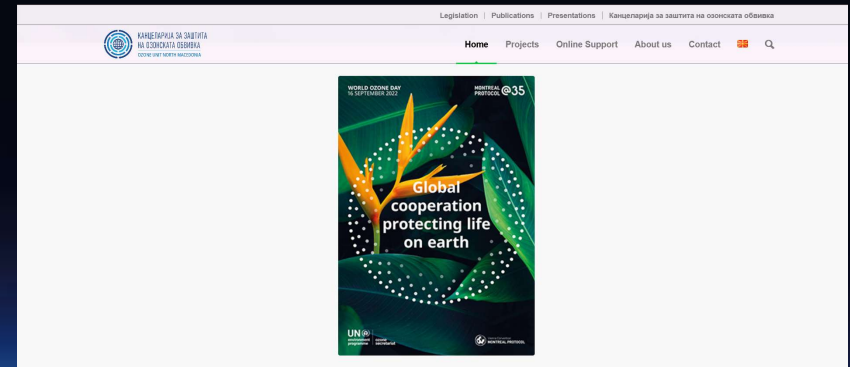 Legislation | Publications | Presentations | Канцеларија за заштита на озонската обвивка
КАНЦЕЛАРИЈА ЗА ЗАШТИТА
НА ОЗОНСКАТА ОБВИВКА
OZONE UNIT NORTH MACEDONIA
Home Projects Online Support About us Contact
WORLD OZONE DAY
16 SEPTEMBER 2022
MONTREAL
PROTOCOL @35
Global
cooperation
protecting life
on earth
UN
environment
programme
ozone
secretariat
MONTREAL PROTOCOL